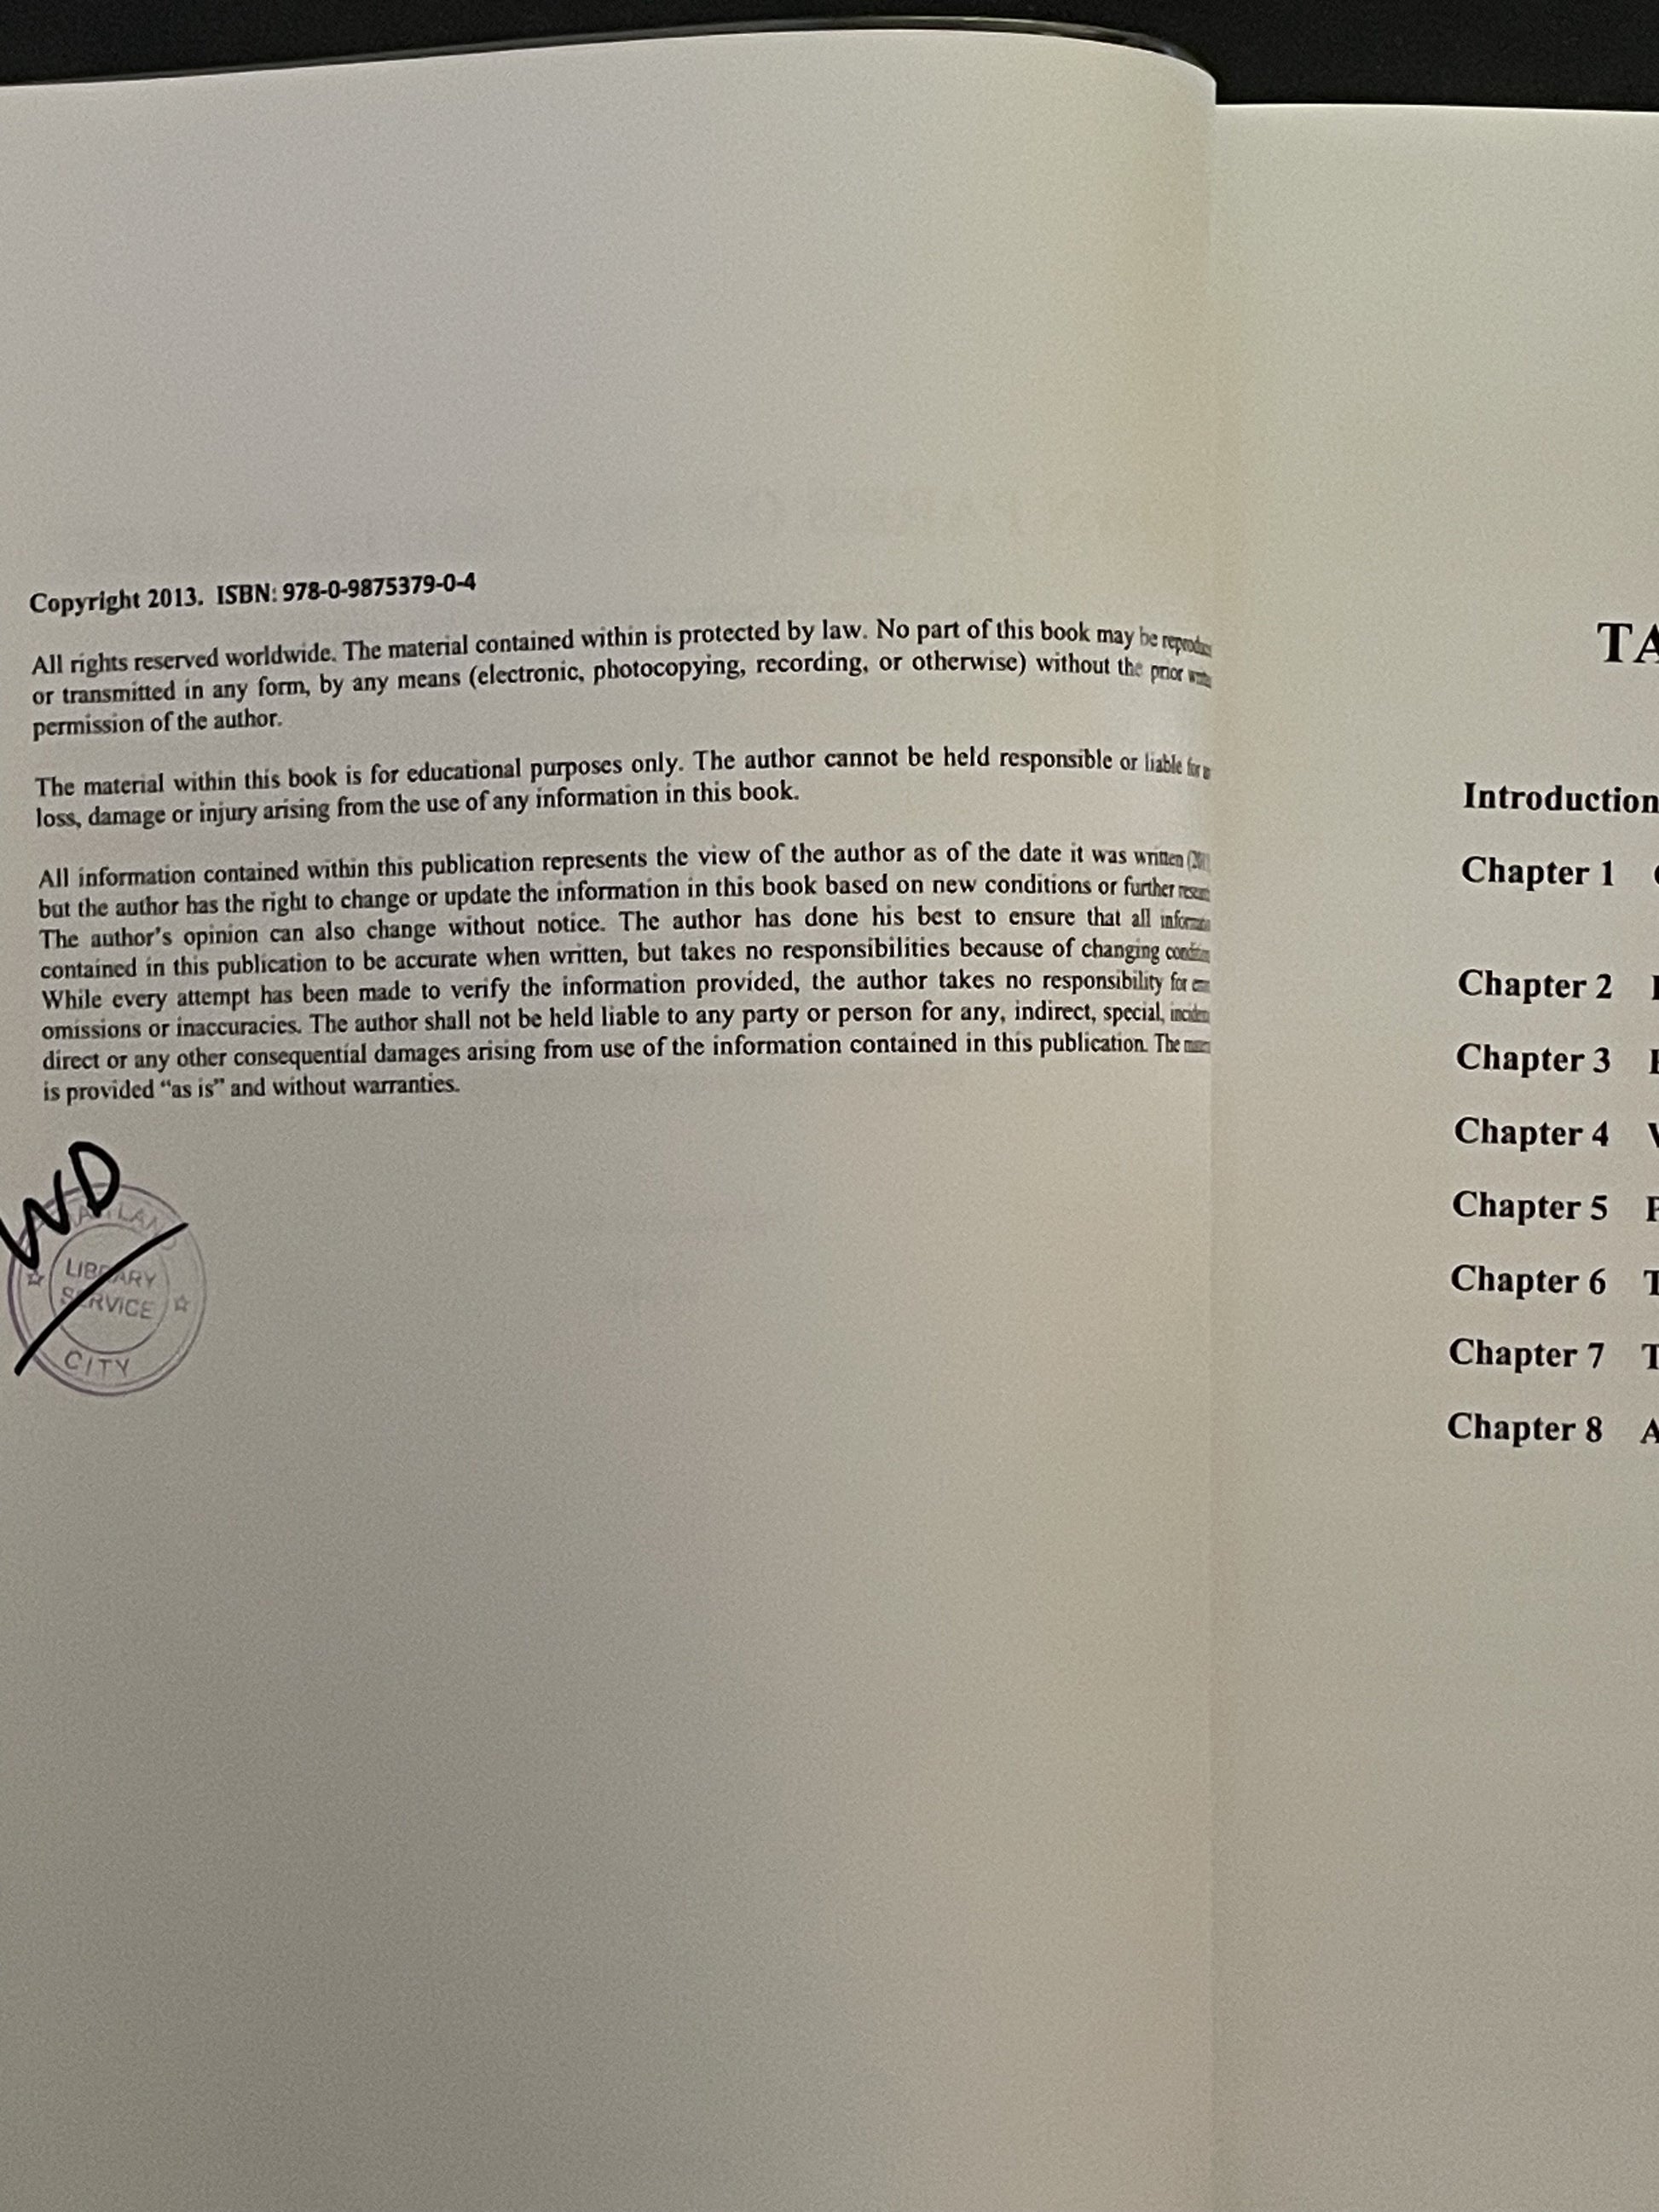 Copyright 2013. ISBN: 978-0-9875379-0-4
All rights reserved worldwide. The material contained within is protected by law. No part of this book may be
or transmitted in any form, by any means (electronic, photocopying, recording, or otherwise) without the prior
permission of the author.
The material within this book is for educational purposes only. The author cannot be held responsible or liable for
loss, damage or injury arising from the use of any information in this book.
All information contained within this publication represents the view of the author as of the date it was written
but the author has the right to change or update the information in this book based on new conditions or further
The author's opinion can also change without notice. The author has done his best to ensure that all
contained in this publication to be accurate when written, but takes no responsibilities because of changing
While every attempt has been made to verify the information provided, the author takes no responsibility for
omissions or inaccuracies. The author shall not be held liable to any party or person for any, indirect, special,
direct or any other consequential damages arising from use of the information contained in this publication. The
is provided “as is” and without warranties.
WD
LIBRARY
SERVICE
CITY
TA
Introduction
Chapter 1
Chapter 2
Chapter 3
Chapter 4
Chapter 5
Chapter 6 T
Chapter 7 T
Chapter 8 A